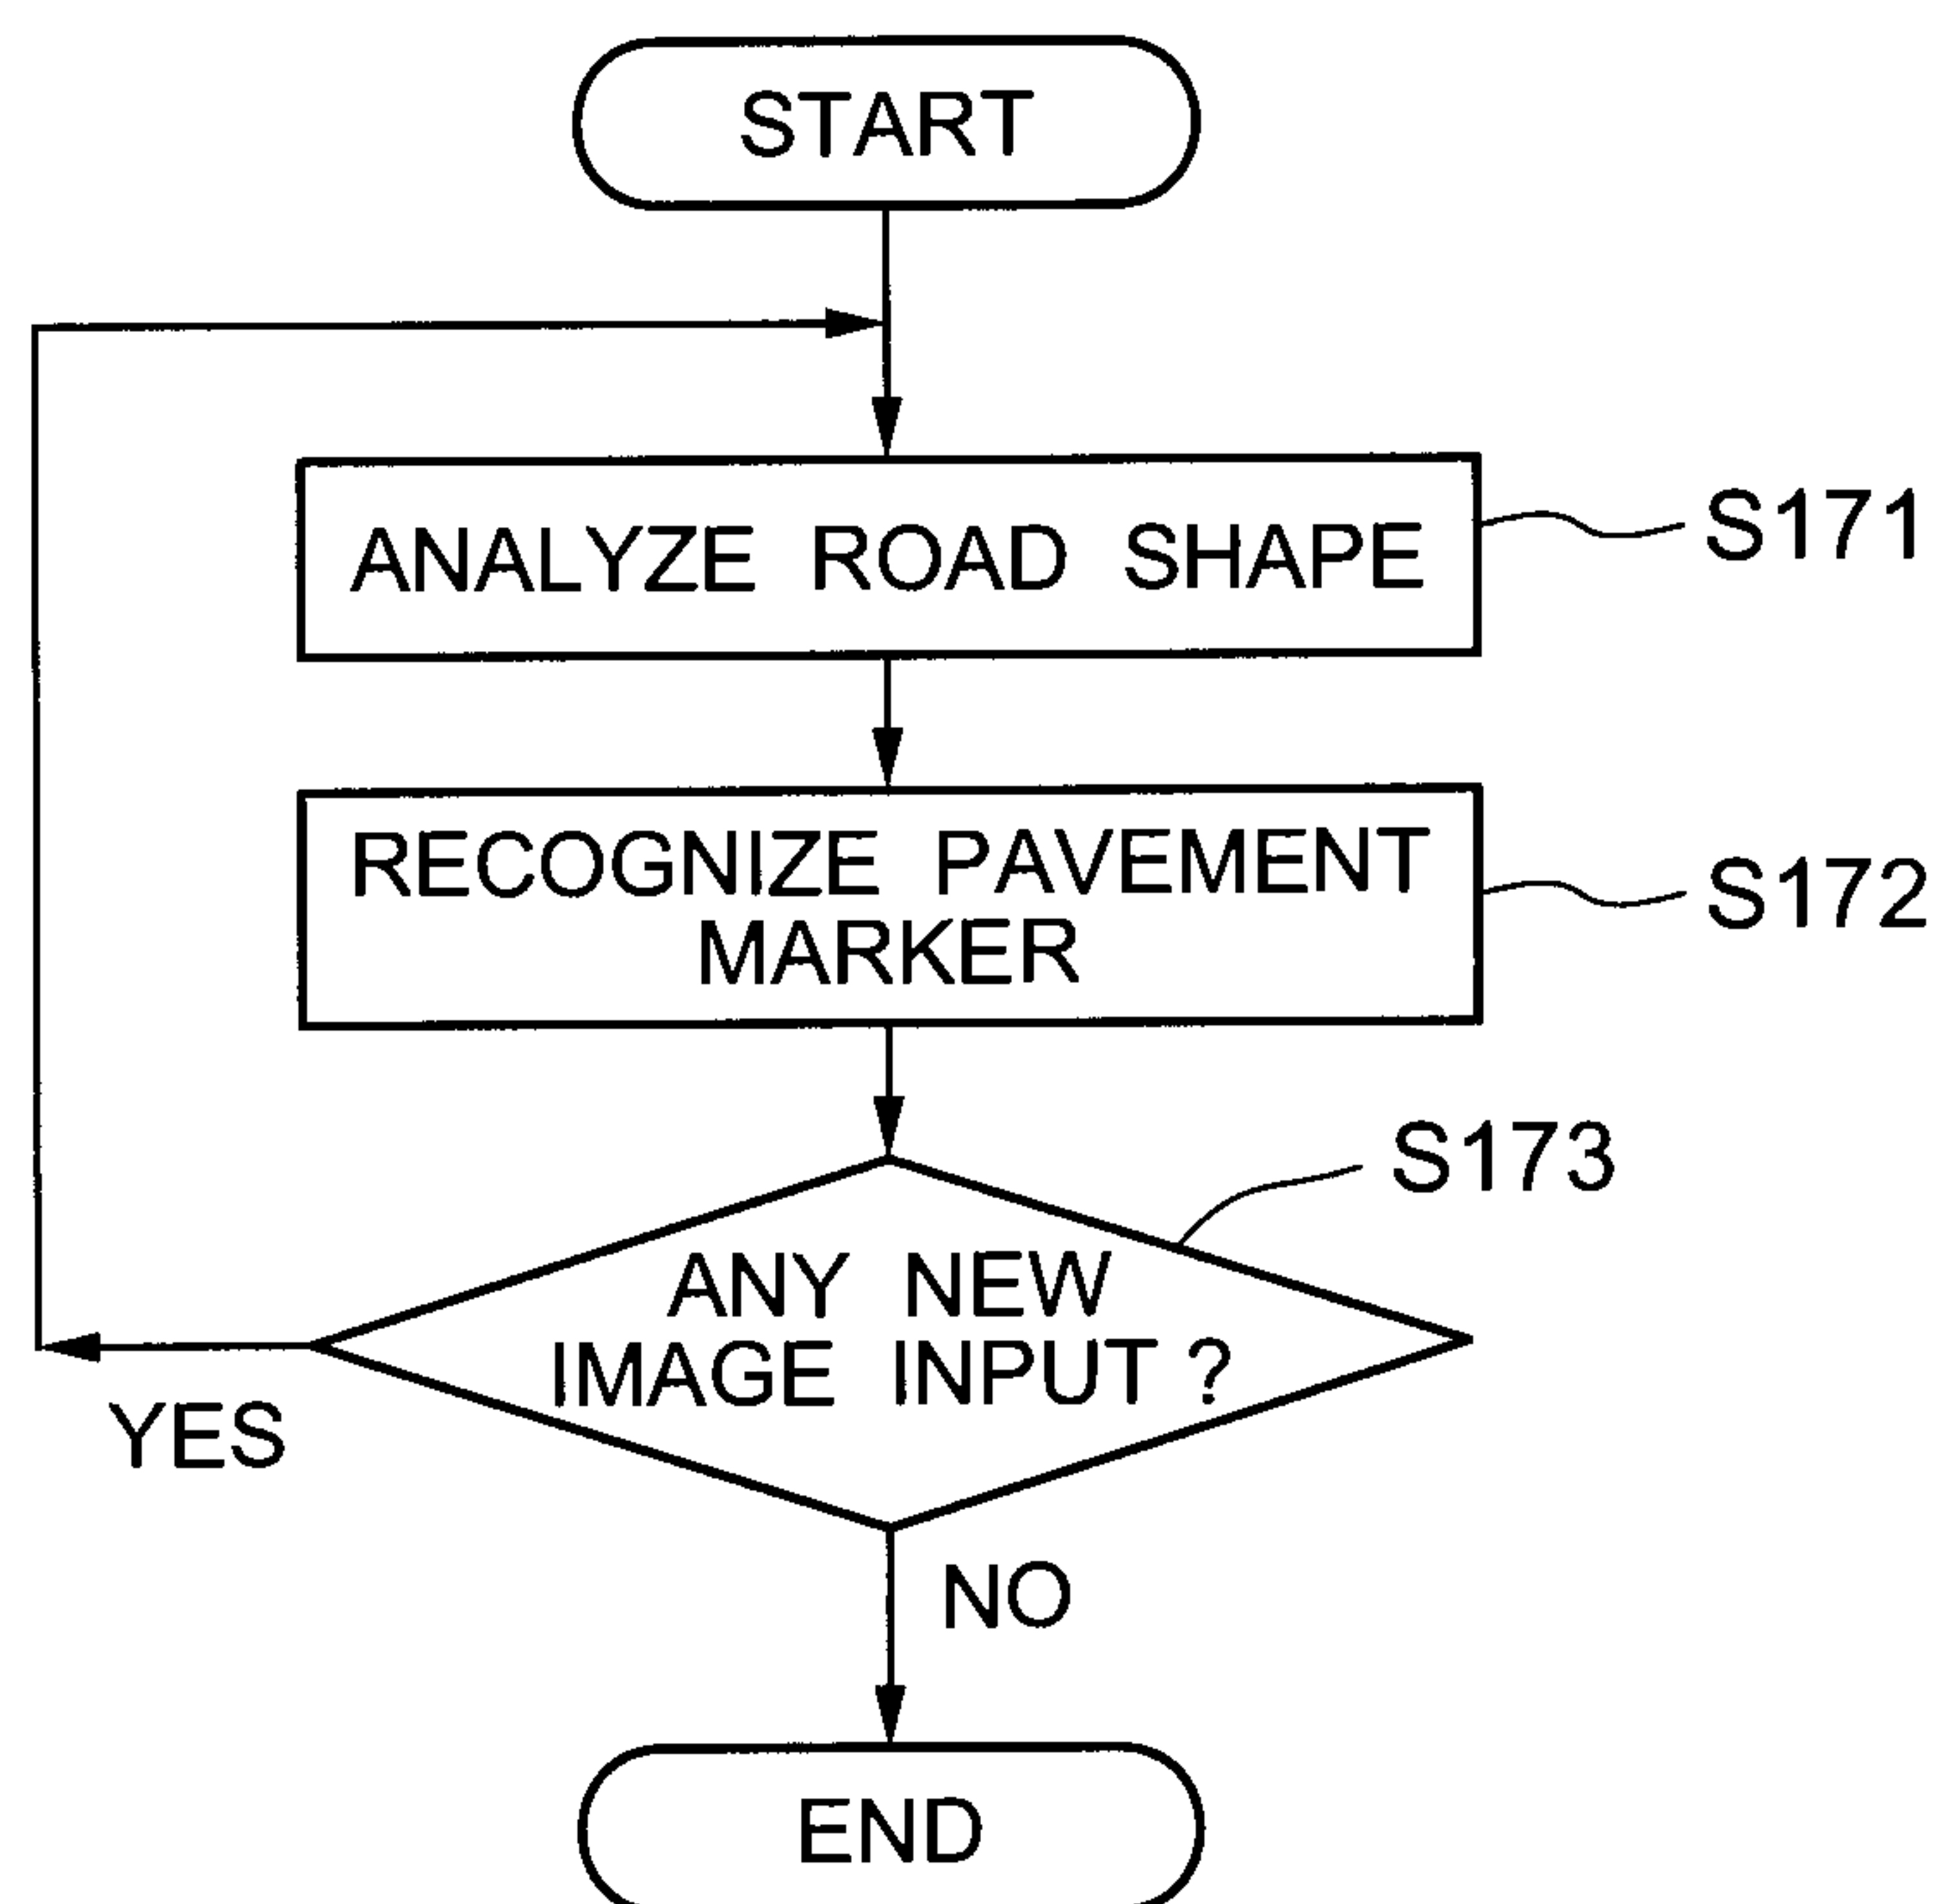 START
ANALYZE ROAD SHAPE
S171
RECOGNIZE PAVEMENT
MARKER
S172
S173
ANY NEW
IMAGE INPUT ?
YES
NO
END